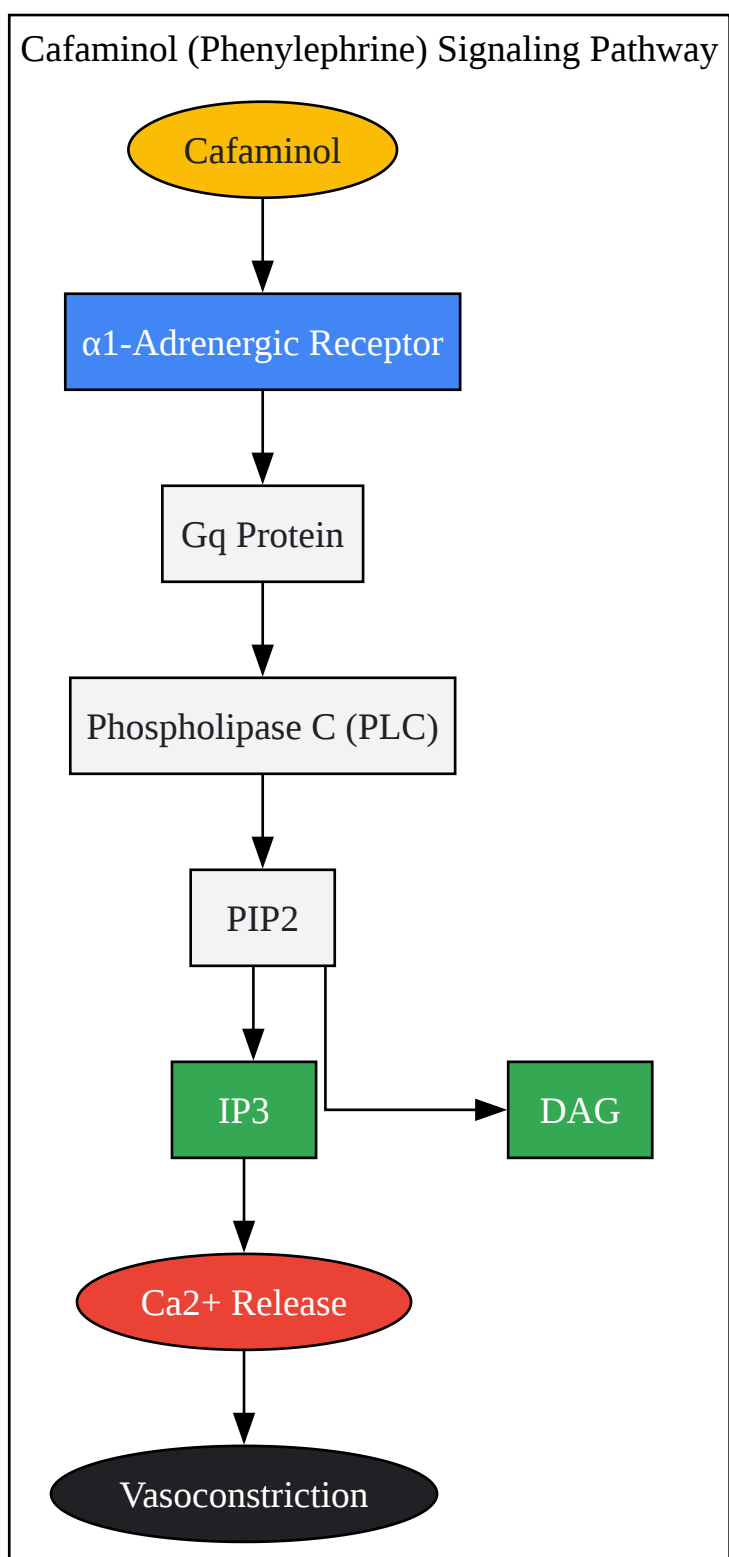 Cafaminol (Phenylephrine) Signaling Pathway
Cafaminol
α1-Adrenergic Receptor
Gq Protein
Phospholipase C (PLC)
PIP2
IP3
DAG
Ca2+ Release
Vasoconstriction